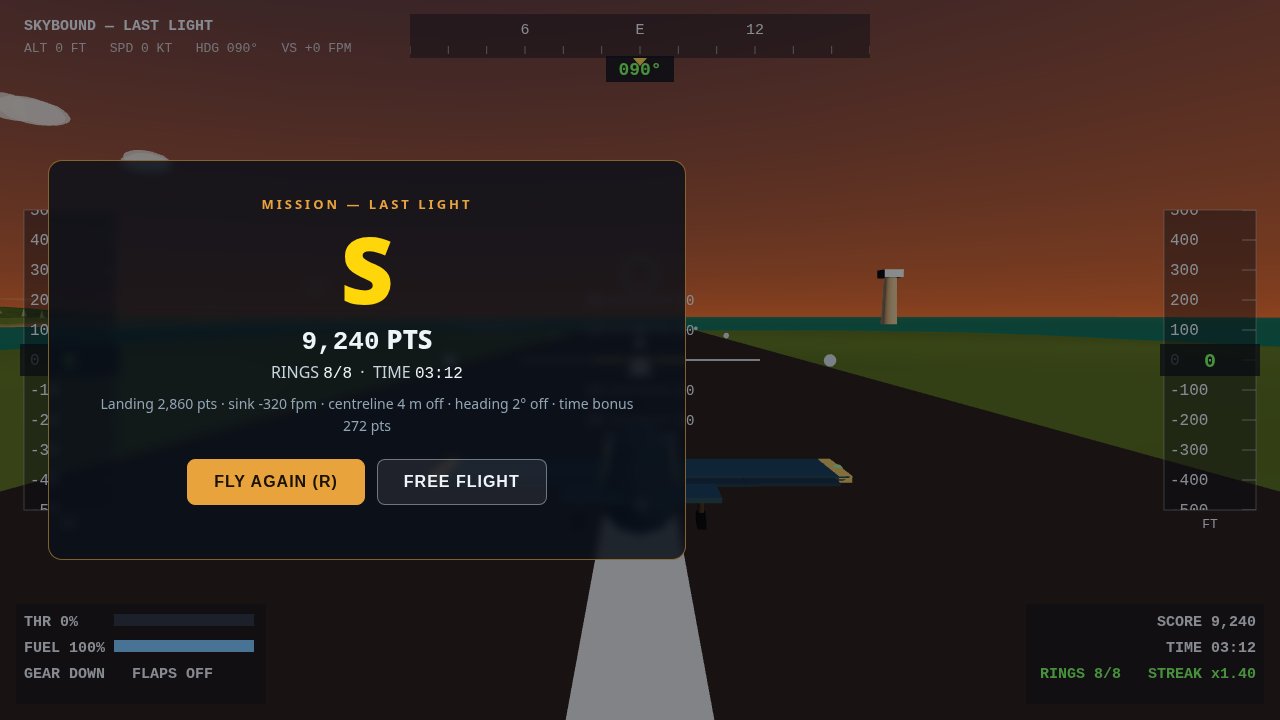 SKYBOUND — LAST LIGHT
ALT 0 FT SPD 0 KT HDG 090° VS +0 FPM
6 E 12
090°
MISSION — LAST LIGHT
S
9,240 PTS
RINGS 8/8 · TIME 03:12
Landing 2,860 pts · sink -320 fpm · centreline 4 m off · heading 2° off · time bonus
272 pts
FLY AGAIN (R) FREE FLIGHT
500
400
300
200
100
0 0
-100
-200
-300
-400
-500
FT
THR 0%
FUEL 100%
GEAR DOWN FLAPS OFF
SCORE 9,240
TIME 03:12
RINGS 8/8 STREAK x1.40